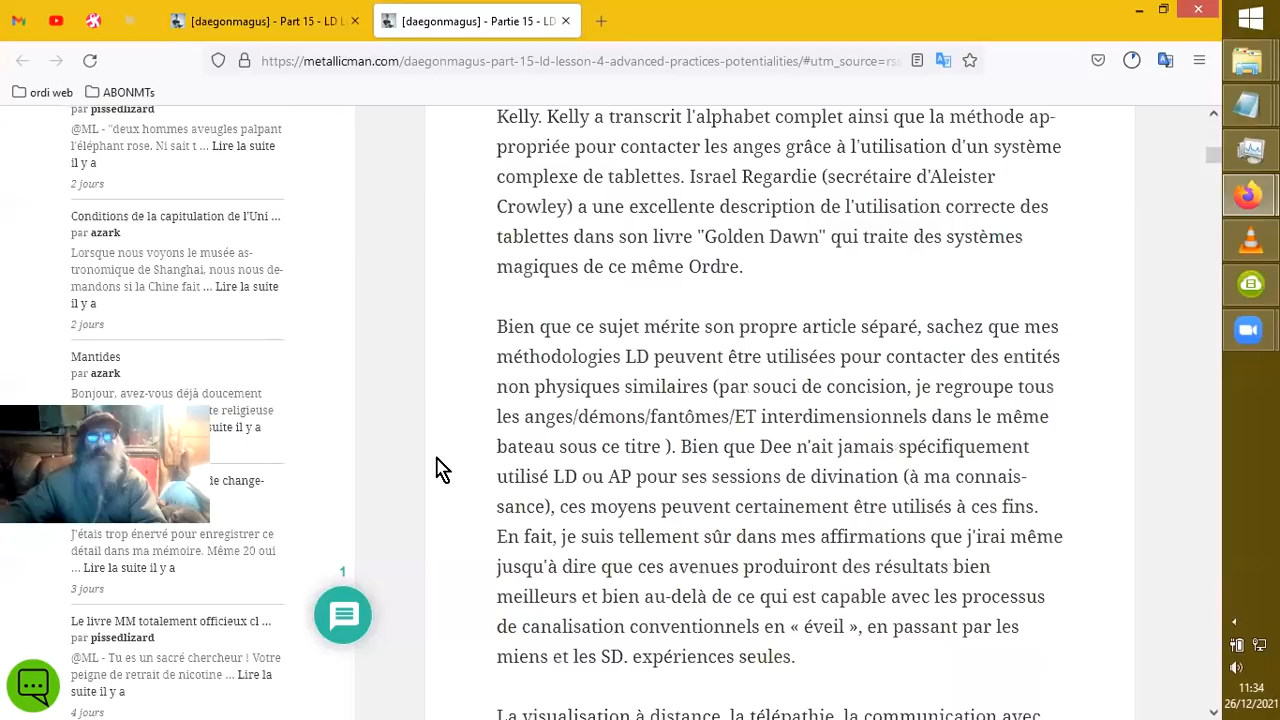 [daegonmagus] - Part 15 - LD L
[daegonmagus] - Partie 15 - LD
https://metallicman.com/daegonmagus-part-15-ld-lesson-4-advanced-practices-potentialities/#utm_source=rss
ordi web
ABONMTs
par pissedlizard
@ML - "deux hommes aveugles palpant
l'éléphant rose. Ni sait t ... Lire la suite
il y a
2 jours
Conditions de la capitulation de l'Uni ...
par azark
Lorsque nous voyons le musée as-
tronomique de Shanghai, nous nous de-
mandons si la Chine fait ... Lire la suite
il y a
2 jours
Mantides
par azark
Bonjour, avez-vous déjà doucement
te religieuse
suite il y a
de change-
J'étais trop énervé pour enregistrer ce
détail dans ma mémoire. Même 20 oui
... Lire la suite il y a
3 jours
Le livre MM totalement officieux cl ...
par pissedlizard
@ML - Tu es un sacré chercheur ! Votre
peigne de retrait de nicotine ... Lire la
suite il y a
4 jours
1
Kelly. Kelly a transcrit l'alphabet complet ainsi que la méthode ap-
propriée pour contacter les anges grâce à l'utilisation d'un système
complexe de tablettes. Israel Regardie (secrétaire d'Aleister
Crowley) a une excellente description de l'utilisation correcte des
tablettes dans son livre "Golden Dawn" qui traite des systèmes
magiques de ce même Ordre.
Bien que ce sujet mérite son propre article séparé, sachez que mes
méthodologies LD peuvent être utilisées pour contacter des entités
non physiques similaires (par souci de concision, je regroupe tous
les anges/démons/fantômes/ET interdimensionnels dans le même
bateau sous ce titre ). Bien que Dee n'ait jamais spécifiquement
utilisé LD ou AP pour ses sessions de divination (à ma connais-
sance), ces moyens peuvent certainement être utilisés à ces fins.
En fait, je suis tellement sûr dans mes affirmations que j'irai même
jusqu'à dire que ces avenues produiront des résultats bien
meilleurs et bien au-delà de ce qui est capable avec les processus
de canalisation conventionnels en « éveil », en passant par les
miens et les SD. expériences seules.
La visualisation à distance, la télépathie, la communication avec
11:34
26/12/2021